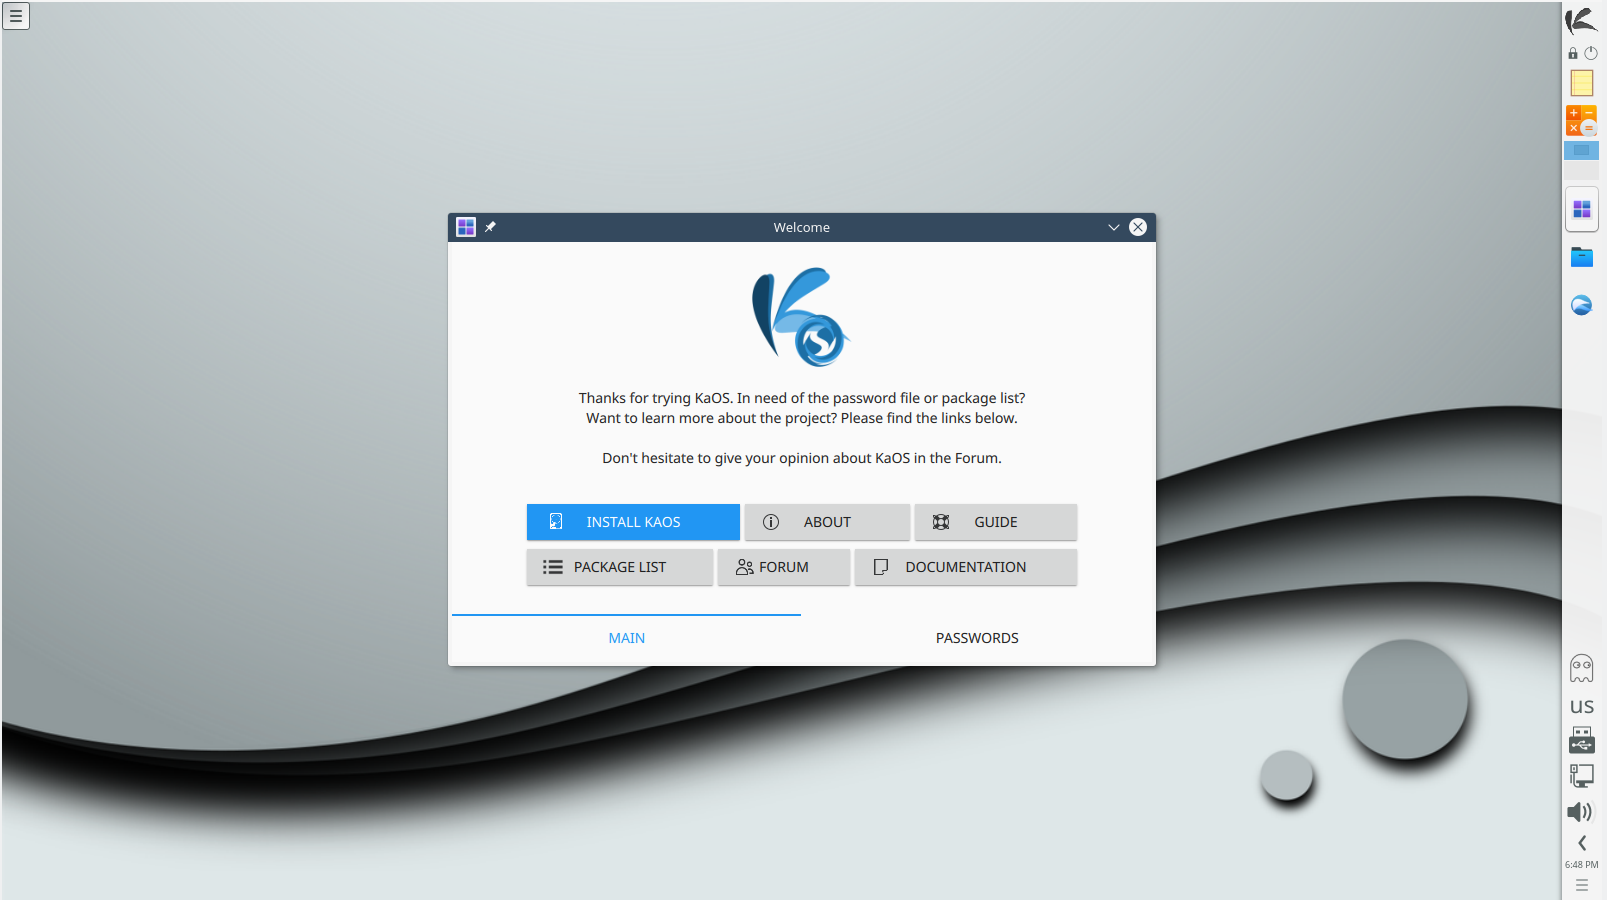 Welcome
Thanks for trying KaOS. In need of the password file or package list?
Want to learn more about the project? Please find the links below.
Don't hesitate to give your opinion about KaOS in the Forum.
INSTALL KAOS
ABOUT
GUIDE
PACKAGE LIST
FORUM
DOCUMENTATION
MAIN
PASSWORDS
us
6:48 PM